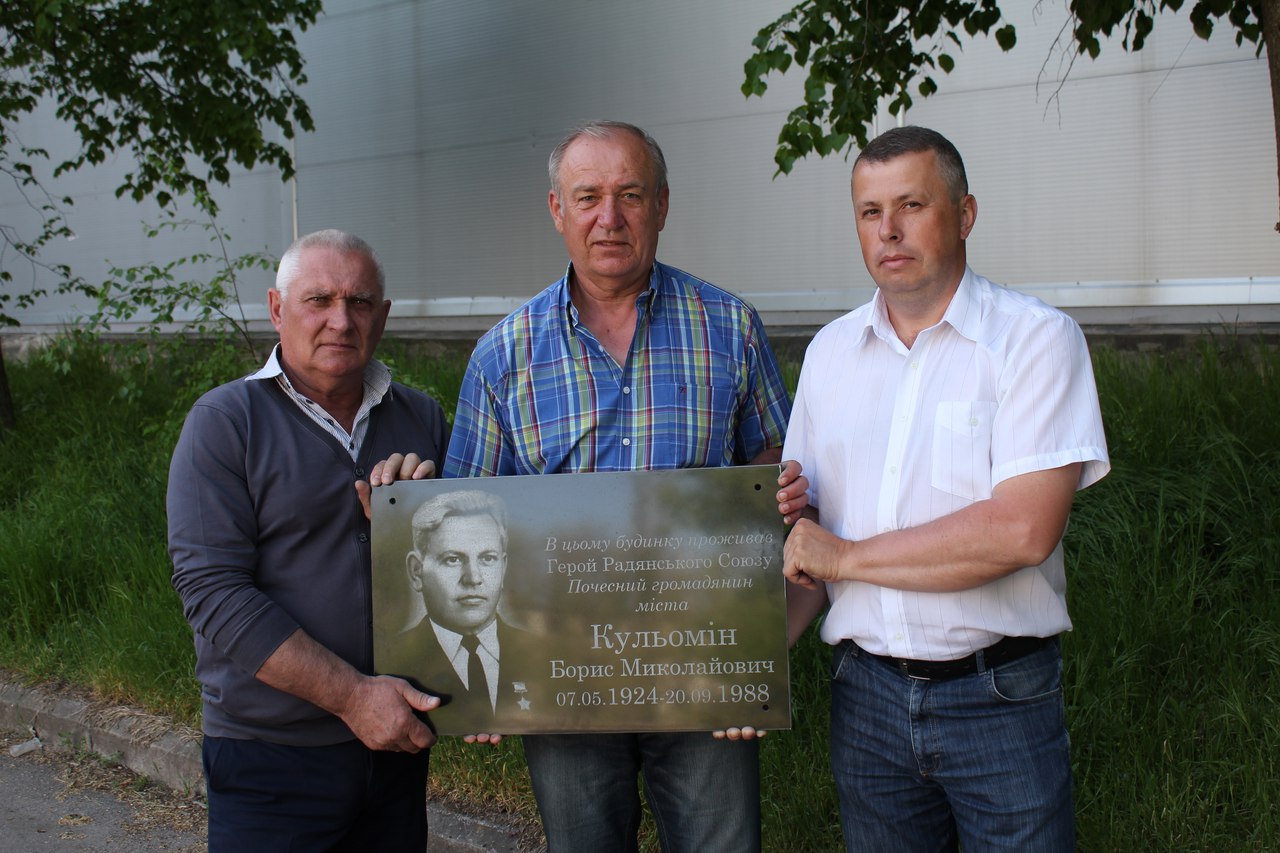 В цьому будинку проживав
Герой Радянського Союзу
Почесний громадянин
міста
Кульомін
Борис Миколайович
07.05.1924-20.09.1988